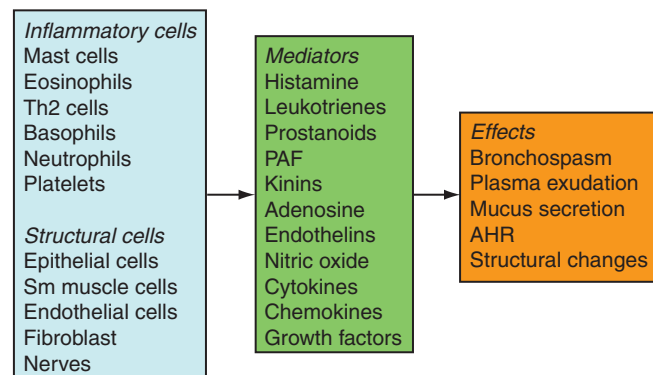 Inflammatory cells
Mast cells
Eosinophils
Th2 cells
Basophils
Neutrophils
Platelets
Structural cells
Epithelial cells
Sm muscle cells
Endothelial cells
Fibroblast
Nerves
Mediators
Histamine
Leukotrienes
Prostanoids
PAF
Kinins
Adenosine
Endothelins
Nitric oxide
Cytokines
Chemokines
Growth factors
Effects
Bronchospasm
Plasma exudation
Mucus secretion
AHR
Structural changes